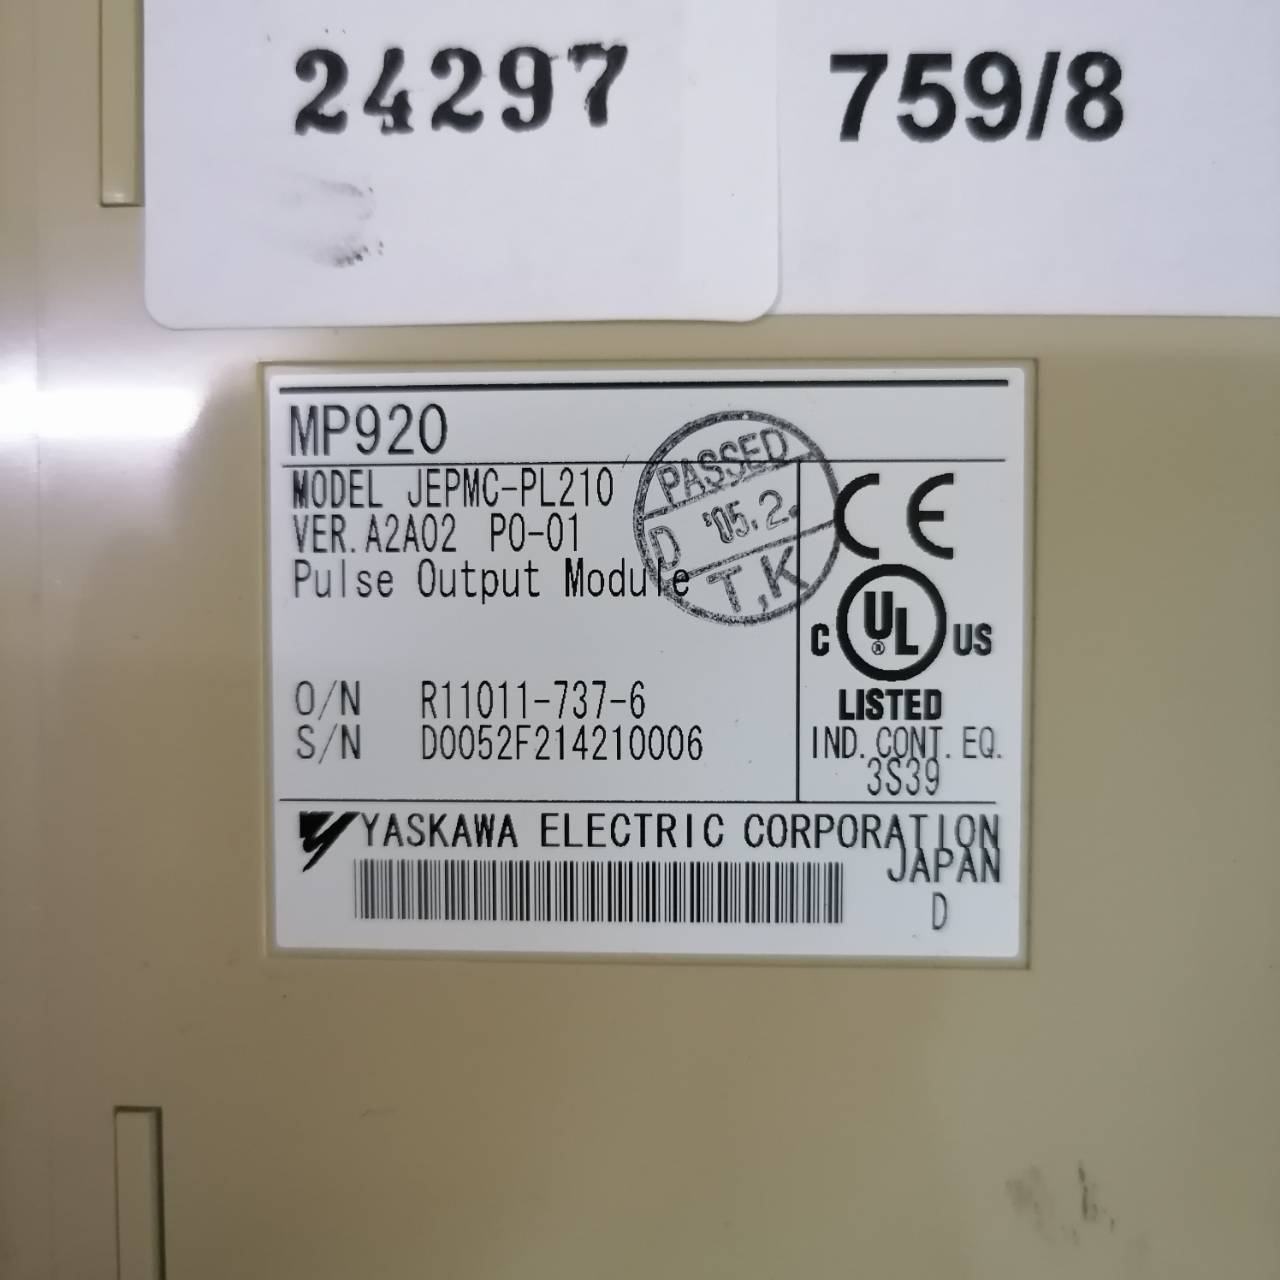 24297
759/8
MP920
MODEL JEPMC-PL210
VER. A2A02 PO-01
Pulse Output Module
PASSED
D '05.2.
T,K
CE
C UL® US
LISTED
IND. CONT. EQ.
3S39
O/N R11011-737-6
S/N D0052F214210006
YASKAWA ELECTRIC CORPORATION
JAPAN
D